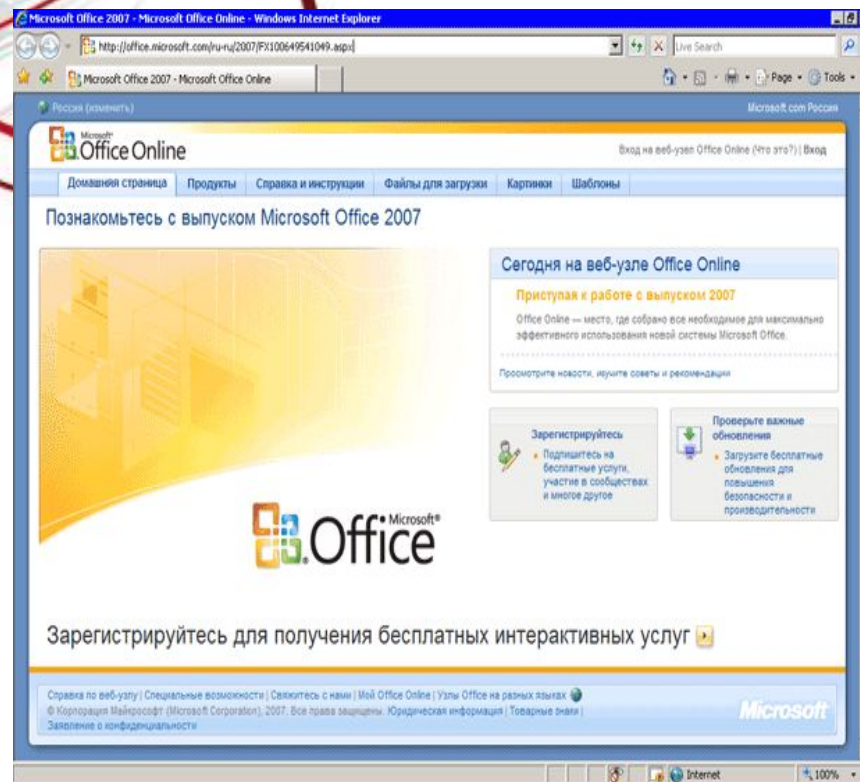 Microsoft Office 2007 - Microsoft Office Online - Windows Internet Explorer
http://office.microsoft.com/ru-ru/2007/FX100649541049.aspx
Live Search
Microsoft Office 2007 - Microsoft Office Online
Page
Tools
Россия (изменить)
Microsoft.com Россия
Microsoft®
Office Online
Вход на веб-узел Office Online (Что это?) | Вход
Домашняя страница
Продукты
Справка и инструкции
Файлы для загрузки
Картинки
Шаблоны
Познакомьтесь с выпуском Microsoft Office 2007
Сегодня на веб-узле Office Online
Приступая к работе с выпуском 2007
Office Online — место, где собрано все необходимое для максимально
эффективного использования новой системы Microsoft Office.
Просмотрите новости, изучите советы и рекомендации
Зарегистрируйтесь
Подпишитесь на
бесплатные услуги,
участие в сообществах
и многое другое
Проверьте важные
обновления
Загрузите бесплатные
обновления для
повышения
безопасности и
производительности
Microsoft®
Office
Зарегистрируйтесь для получения бесплатных интерактивных услуг
Справка по веб-узлу | Специальные возможности | Свяжитесь с нами | Мой Office Online | Узлы Office на разных языках
© Корпорация Майкрософт (Microsoft Corporation), 2007. Все права защищены. Юридическая информация | Товарные знаки |
Заявление о конфиденциальности
Microsoft
Internet
100%